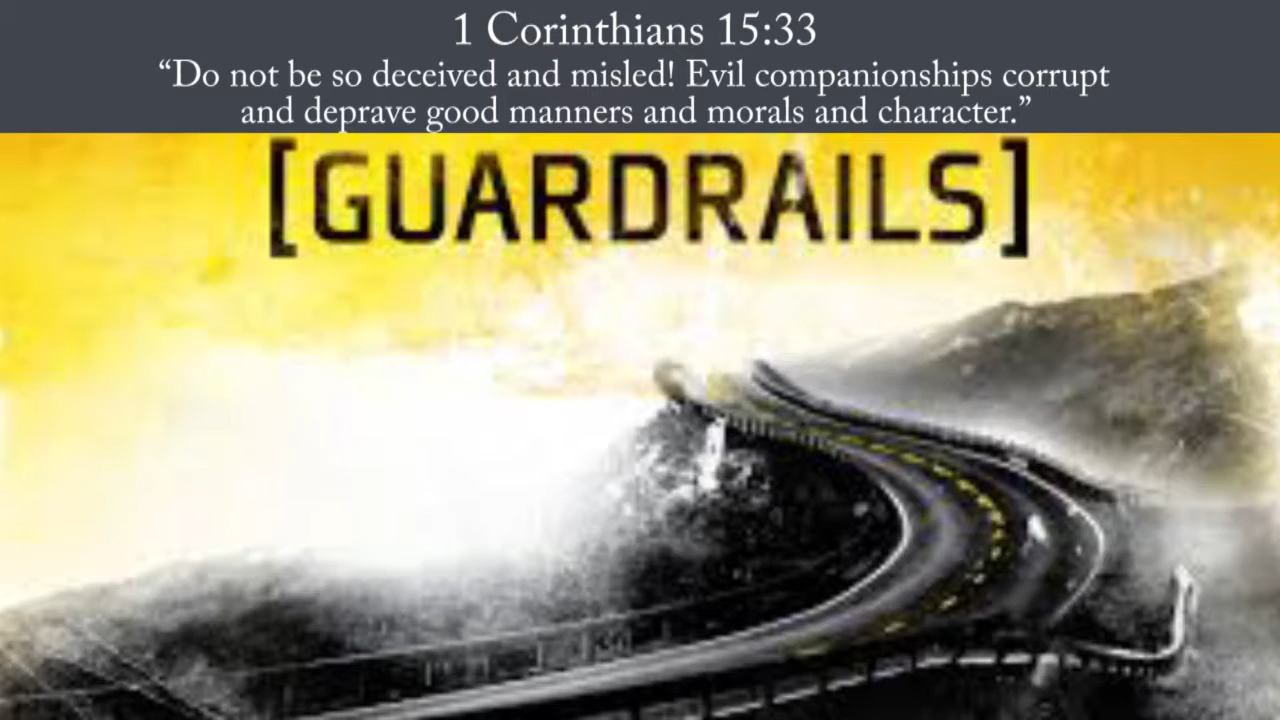 1 Corinthians 15:33
“Do not be so deceived and misled! Evil companionships corrupt
and deprave good manners and morals and character.”
[GUARDRAILS]